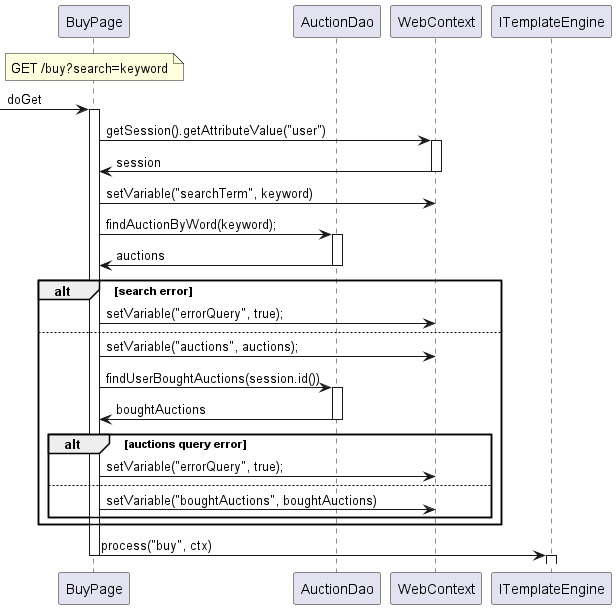 BuyPage AuctionDao WebContext ITemplateEngine
GET /buy?search=keyword
doGet
getSession().getAttributeValue("user")
session
setVariable("searchTerm", keyword)
findAuctionByWord(keyword);
auctions
alt [search error]
setVariable("errorQuery", true);
setVariable("auctions", auctions);
findUserBoughtAuctions(session.id())
boughtAuctions
alt [auctions query error]
setVariable("errorQuery", true);
setVariable("boughtAuctions", boughtAuctions)
process("buy", ctx)
BuyPage AuctionDao WebContext ITemplateEngine